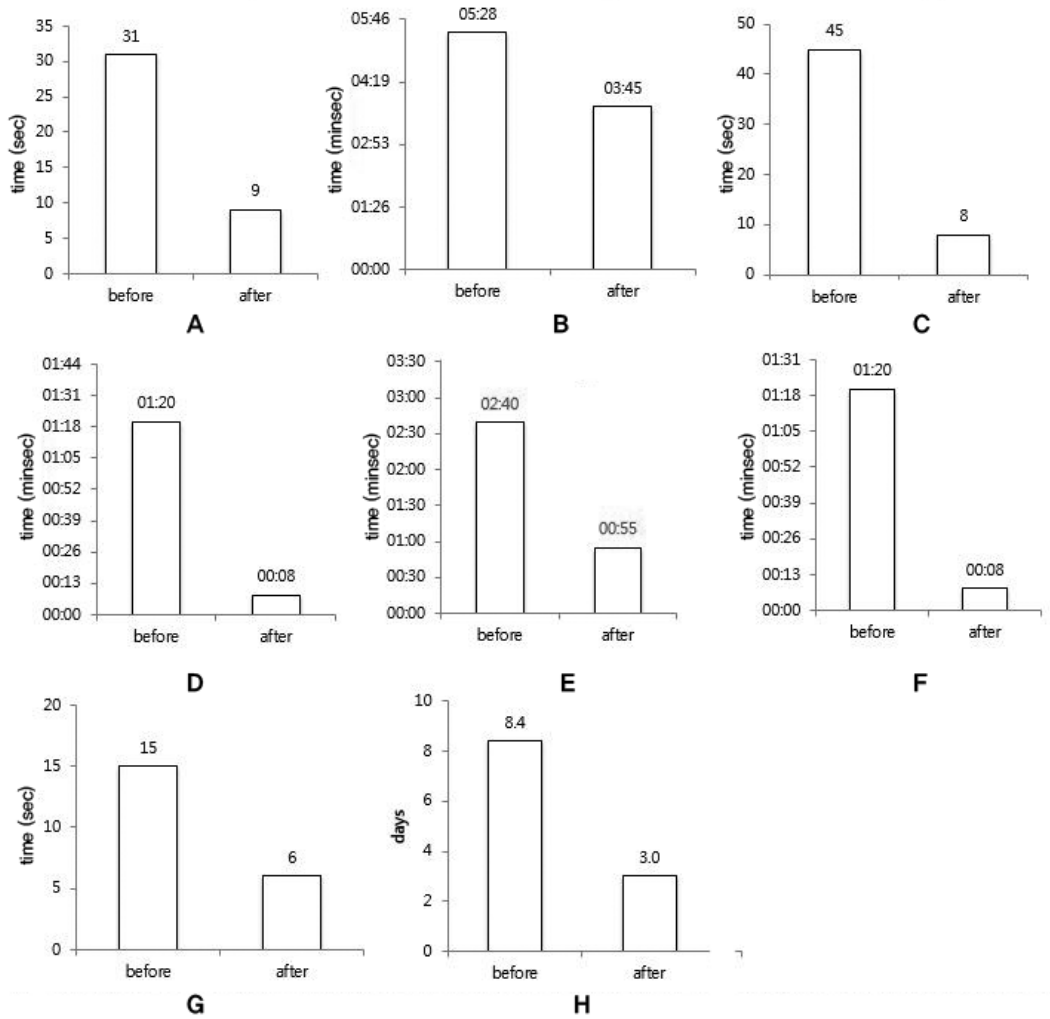 35
30
25
20
15
10
5
0
time (sec)
31
9
before
after
A
05:46
04:19
02:53
01:26
00:00
time (minsec)
05:28
03:45
before
after
B
50
40
30
20
10
0
time (sec)
45
8
before
after
C
01:44
01:31
01:18
01:05
00:52
00:39
00:26
00:13
00:00
time (minsec)
01:20
00:08
before
after
D
03:30
03:00
02:30
02:00
01:30
01:00
00:30
00:00
time (minsec)
02:40
00:55
before
after
E
01:31
01:18
01:05
00:52
00:39
00:26
00:13
00:00
time (minsec)
01:20
00:08
before
after
F
20
15
10
5
0
time (sec)
15
6
before
after
G
10
8
6
4
2
0
days
8.4
3.0
before
after
H